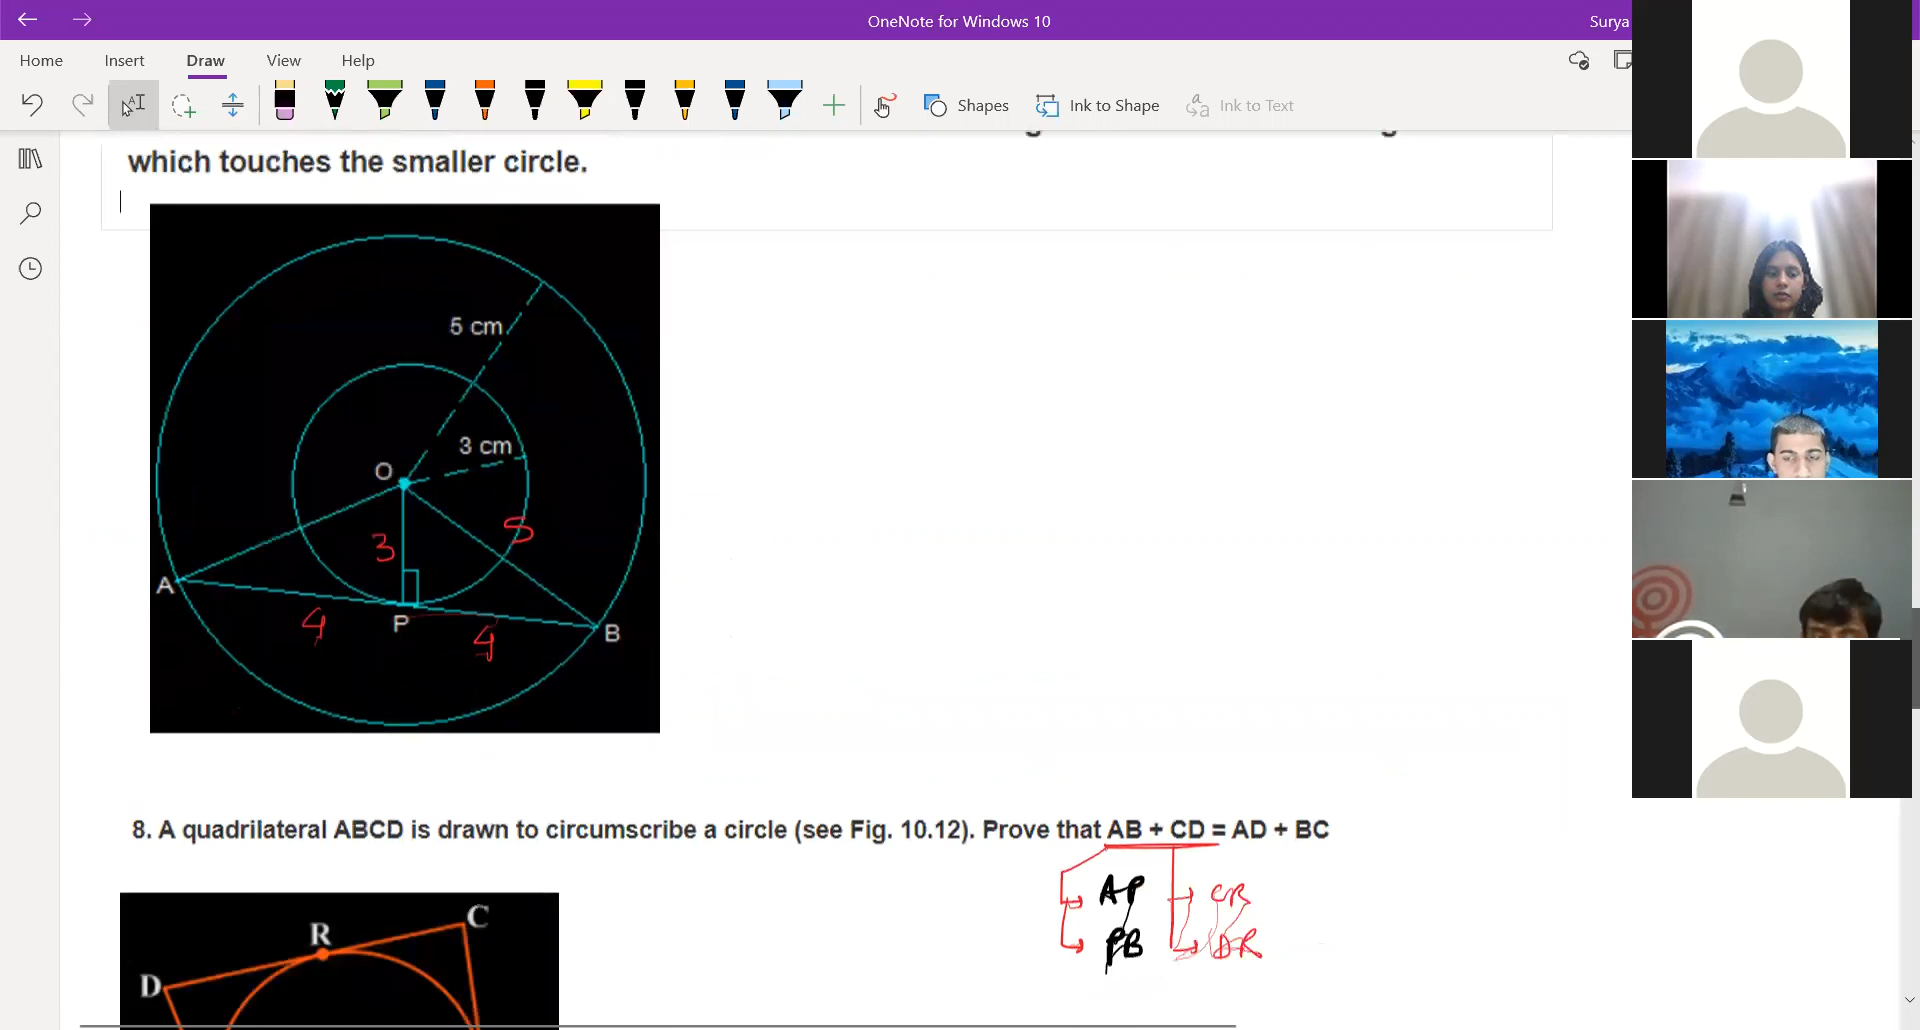 OneNote for Windows 10
Surya
Home Insert Draw View Help
Shapes Ink to Shape Ink to Text
which touches the smaller circle.
5 cm
3 cm
O
3 5
A
4 P 4 B
8. A quadrilateral ABCD is drawn to circumscribe a circle (see Fig. 10.12). Prove that AB + CD = AD + BC
AP CR
PB DR
R C
D